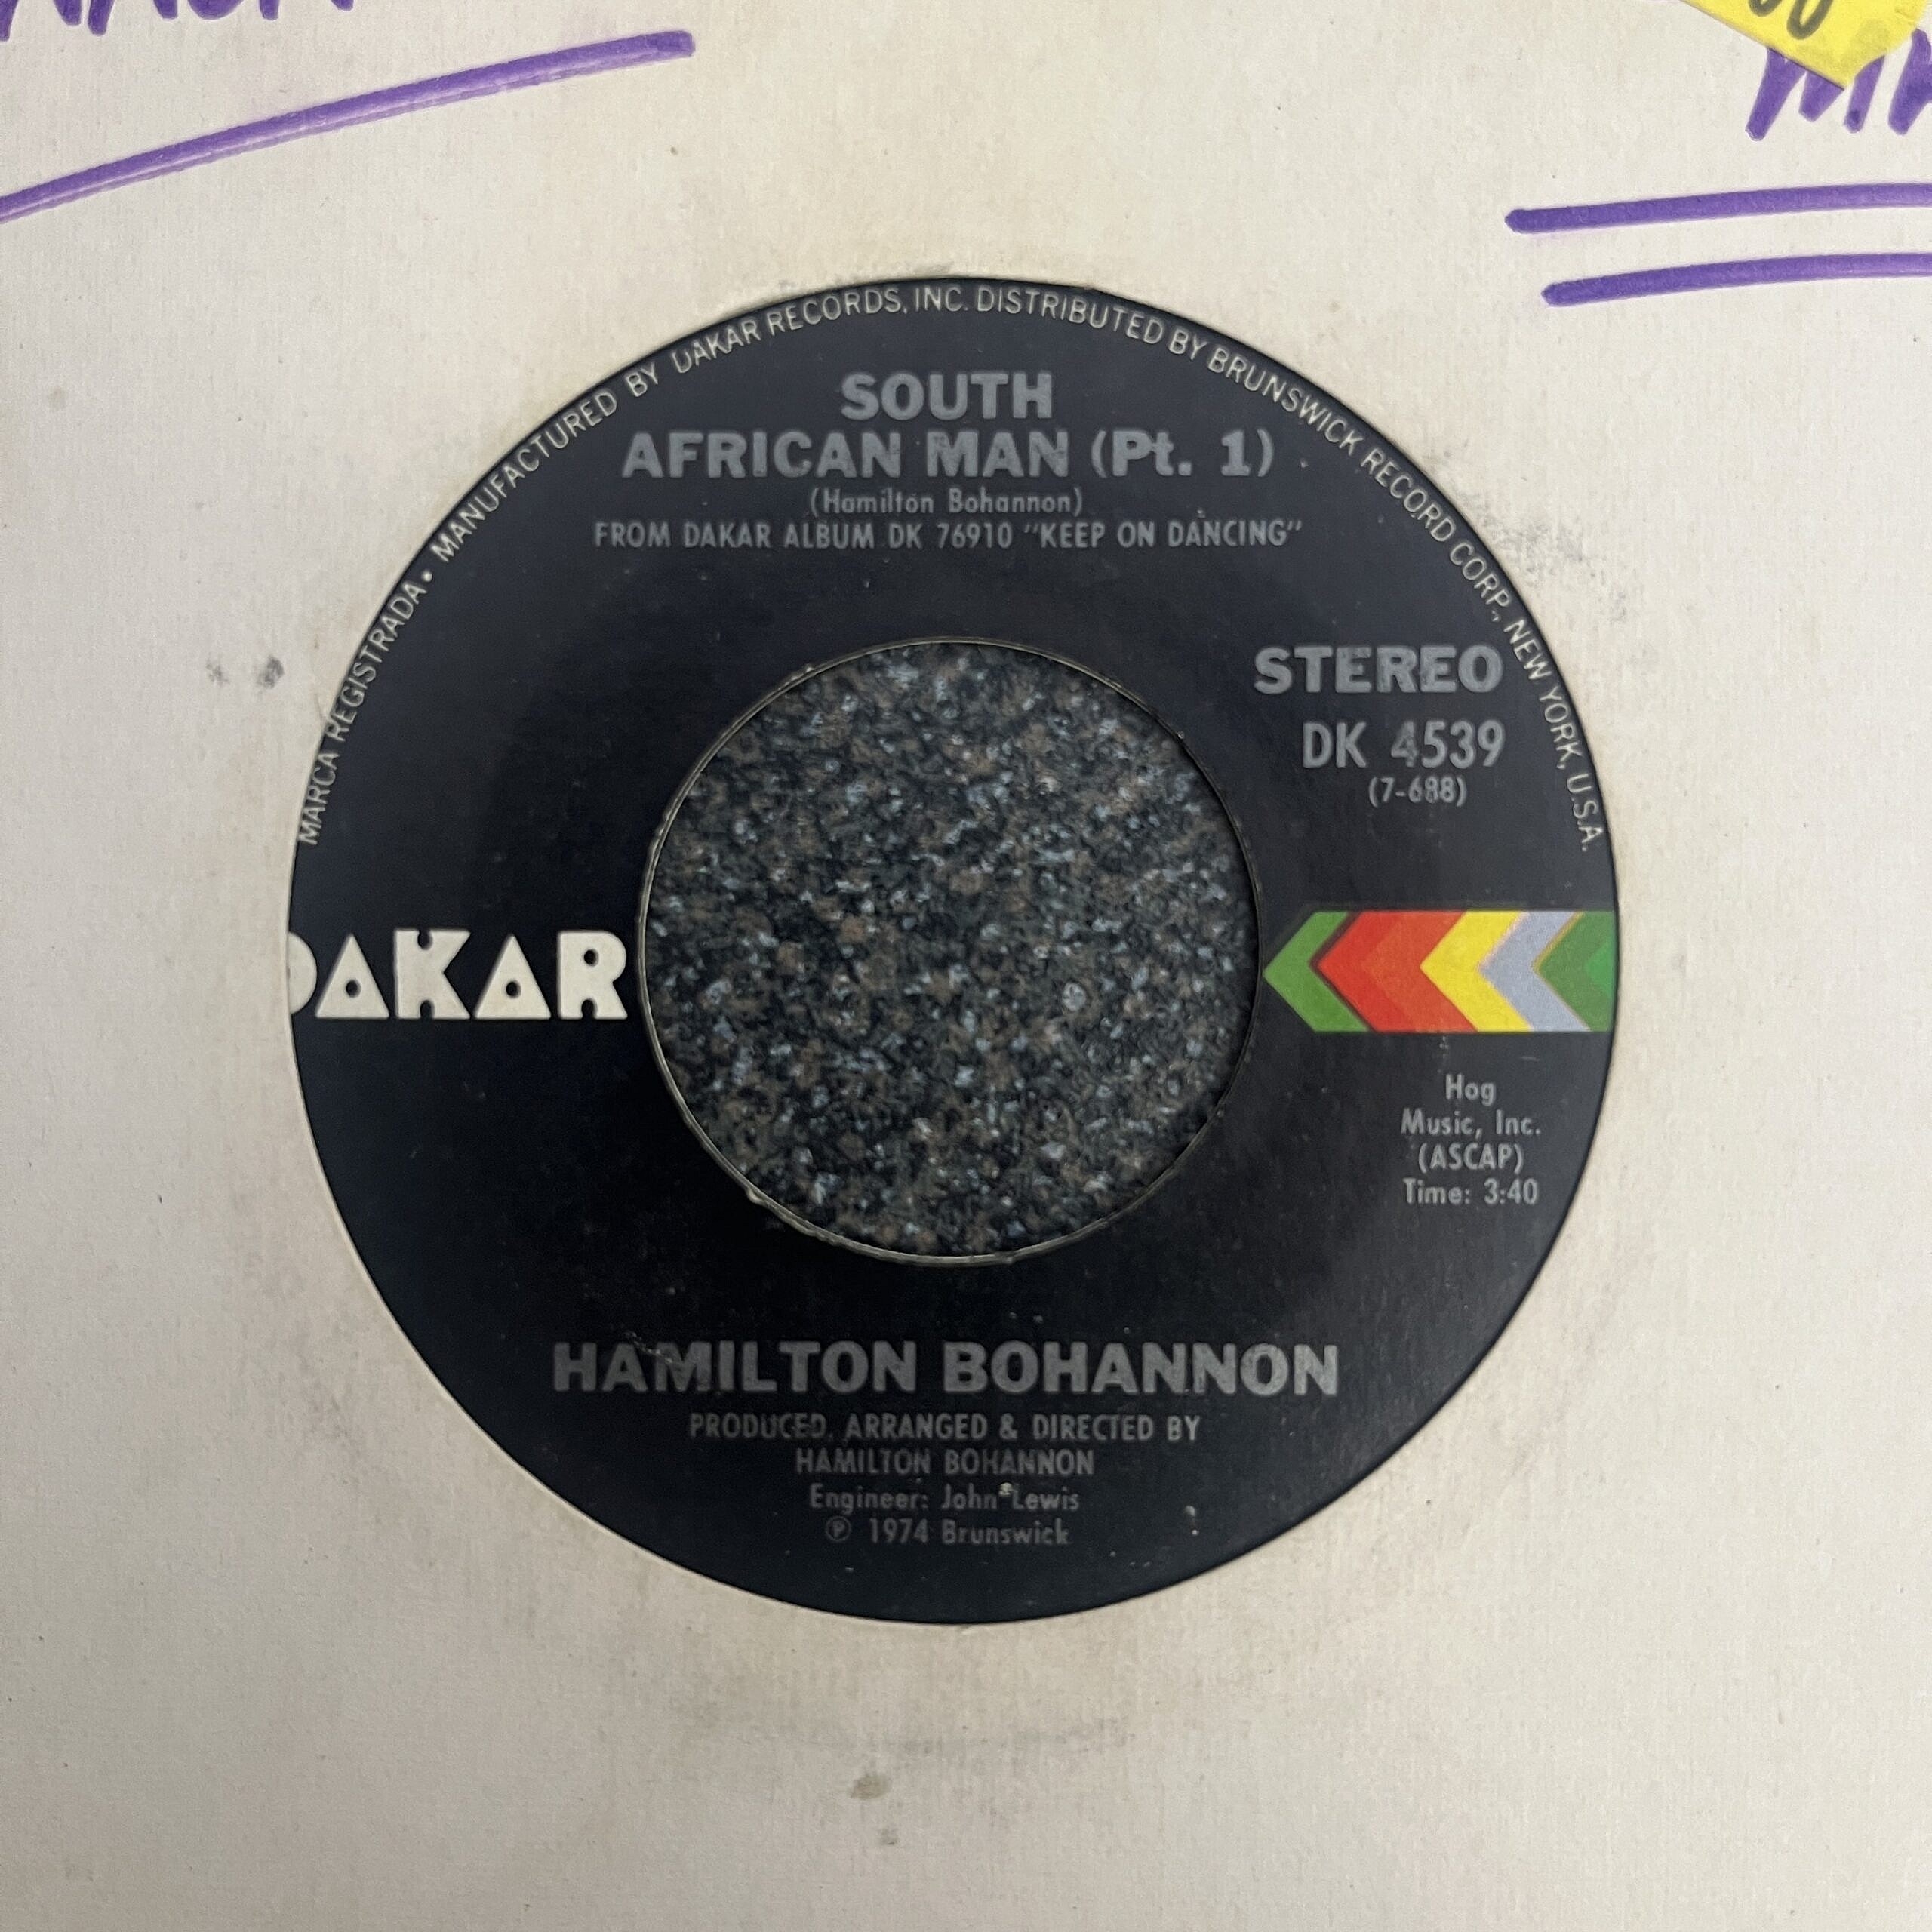 MARCA REGISTRADA • MANUFACTURED BY DAKAR RECORDS, INC. DISTRIBUTED BY BRUNSWICK RECORD CORP., NEW YORK, U.S.A.
SOUTH
AFRICAN MAN (Pt. 1)
(Hamilton Bohannon)
FROM DAKAR ALBUM DK 76910 "KEEP ON DANCING"
STEREO
DK 4539
(7-688)
DAKAR
Hog
Music, Inc.
(ASCAP)
Time: 3:40
HAMILTON BOHANNON
PRODUCED, ARRANGED & DIRECTED BY
HAMILTON BOHANNON
Engineer: John Lewis
℗ 1974 Brunswick